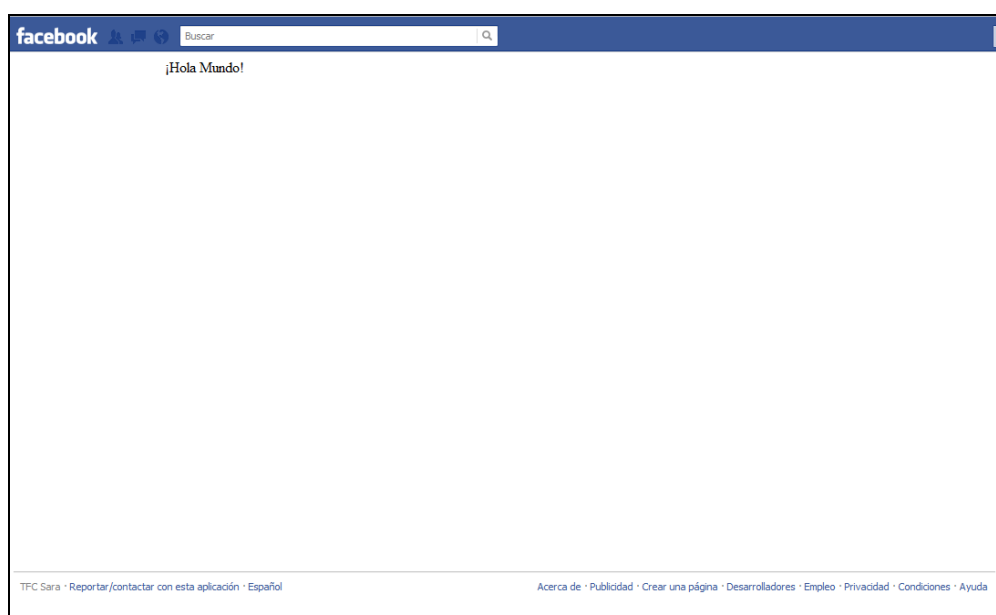 facebook Buscar
¡Hola Mundo!
TFC Sara · Reportar/contactar con esta aplicación · Español Acerca de · Publicidad · Crear una página · Desarrolladores · Empleo · Privacidad · Condiciones · Ayuda